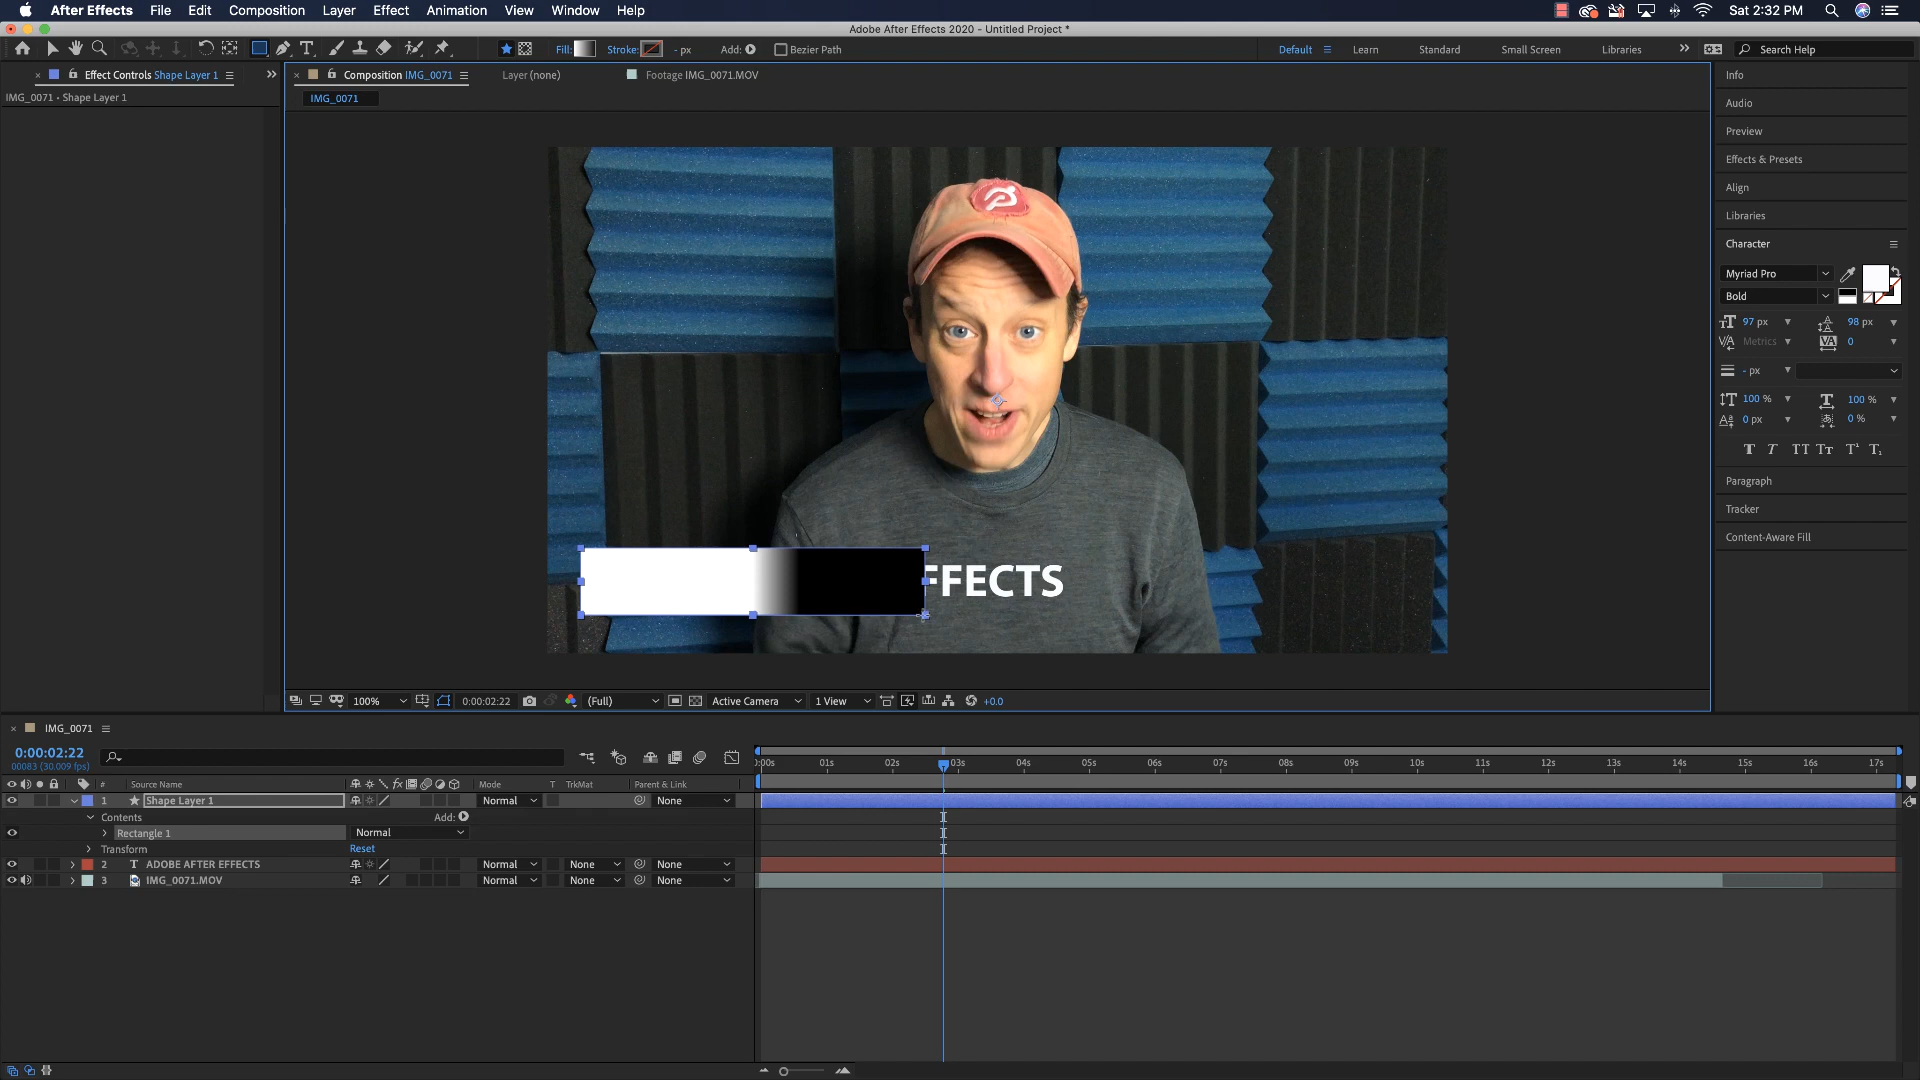 After Effects File Edit Composition Layer Effect Animation View Window Help Sat 2:32 PM
Adobe After Effects 2020 - Untitled Project *
Fill: Stroke: - px Add: Bezier Path Default Learn Standard Small Screen Libraries Search Help
Effect Controls Shape Layer 1
IMG_0071 • Shape Layer 1
Composition IMG_0071 Layer (none) Footage IMG_0071.MOV
IMG_0071
FFECTS
100% 0:00:02:22 (Full) Active Camera 1 View +0.0
Info
Audio
Preview
Effects & Presets
Align
Libraries
Character
Myriad Pro
Bold
97 px 98 px
Metrics 0
- px
100 % 100 %
0 px 0 %
Paragraph
Tracker
Content-Aware Fill
IMG_0071
0:00:02:22
00083 (30.009 fps)
# Source Name Mode T TrkMat Parent & Link
1 Shape Layer 1 Normal None
Contents Add:
Rectangle 1 Normal
Transform Reset
2 T ADOBE AFTER EFFECTS Normal None None
3 IMG_0071.MOV Normal None None
):00s 01s 02s 03s 04s 05s 06s 07s 08s 09s 10s 11s 12s 13s 14s 15s 16s 17s